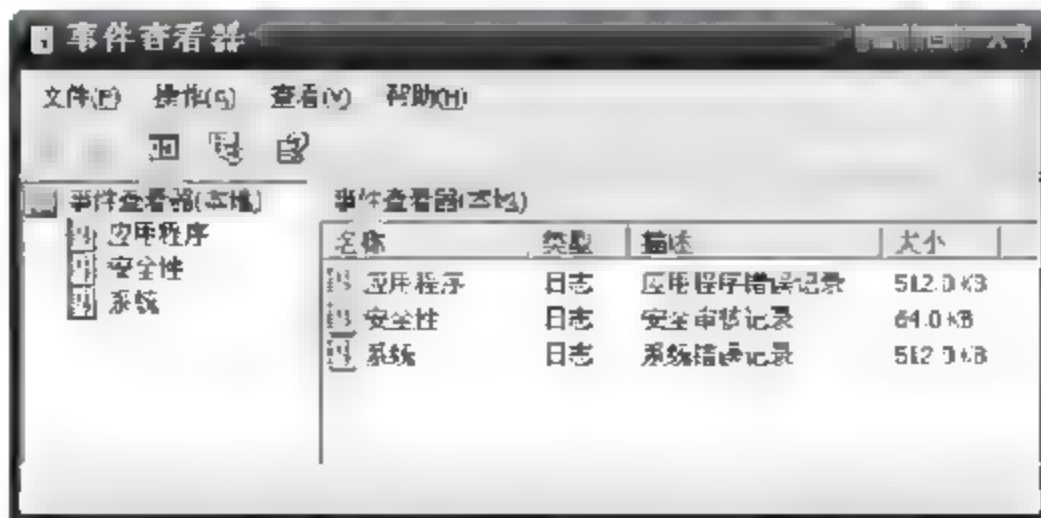 事件查看器
文件(F) 操作(A) 查看(V) 帮助(H)
事件查看器(本地)
应用程序
安全性
系统
事件查看器(本地)
名称 类型 描述 大小
应用程序 日志 应用程序错误记录 512.0 KB
安全性 日志 安全审核记录 64.0 KB
系统 日志 系统错误记录 512.0 KB